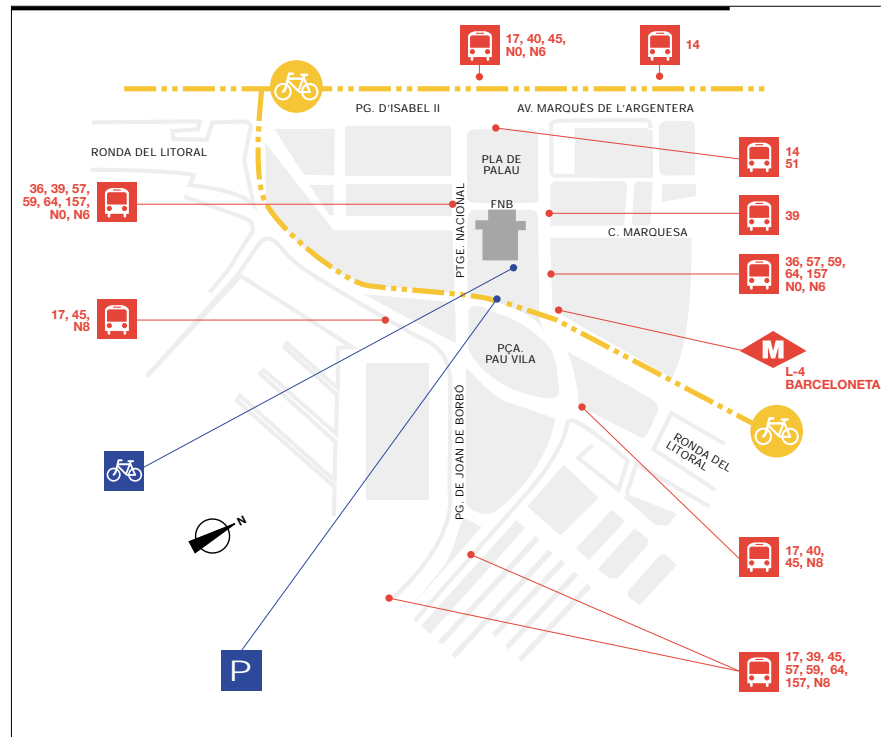 17, 40, 45,
N0, N6
14
PG. D'ISABEL II
AV. MARQUÈS DE L'ARGENTERA
RONDA DEL LITORAL
PLA DE
PALAU
14
51
36, 39, 57,
59, 64, 157,
N0, N6
PTGE. NACIONAL
FNB
39
C. MARQUESA
36, 57, 59,
64, 157
N0, N6
17, 45,
N8
PÇA.
PAU VILA
M
L-4
BARCELONETA
PG. DE JOAN DE BORBÓ
RONDA DEL
LITORAL
N
17, 40,
45, N8
P
17, 39, 45,
57, 59, 64,
157, N8